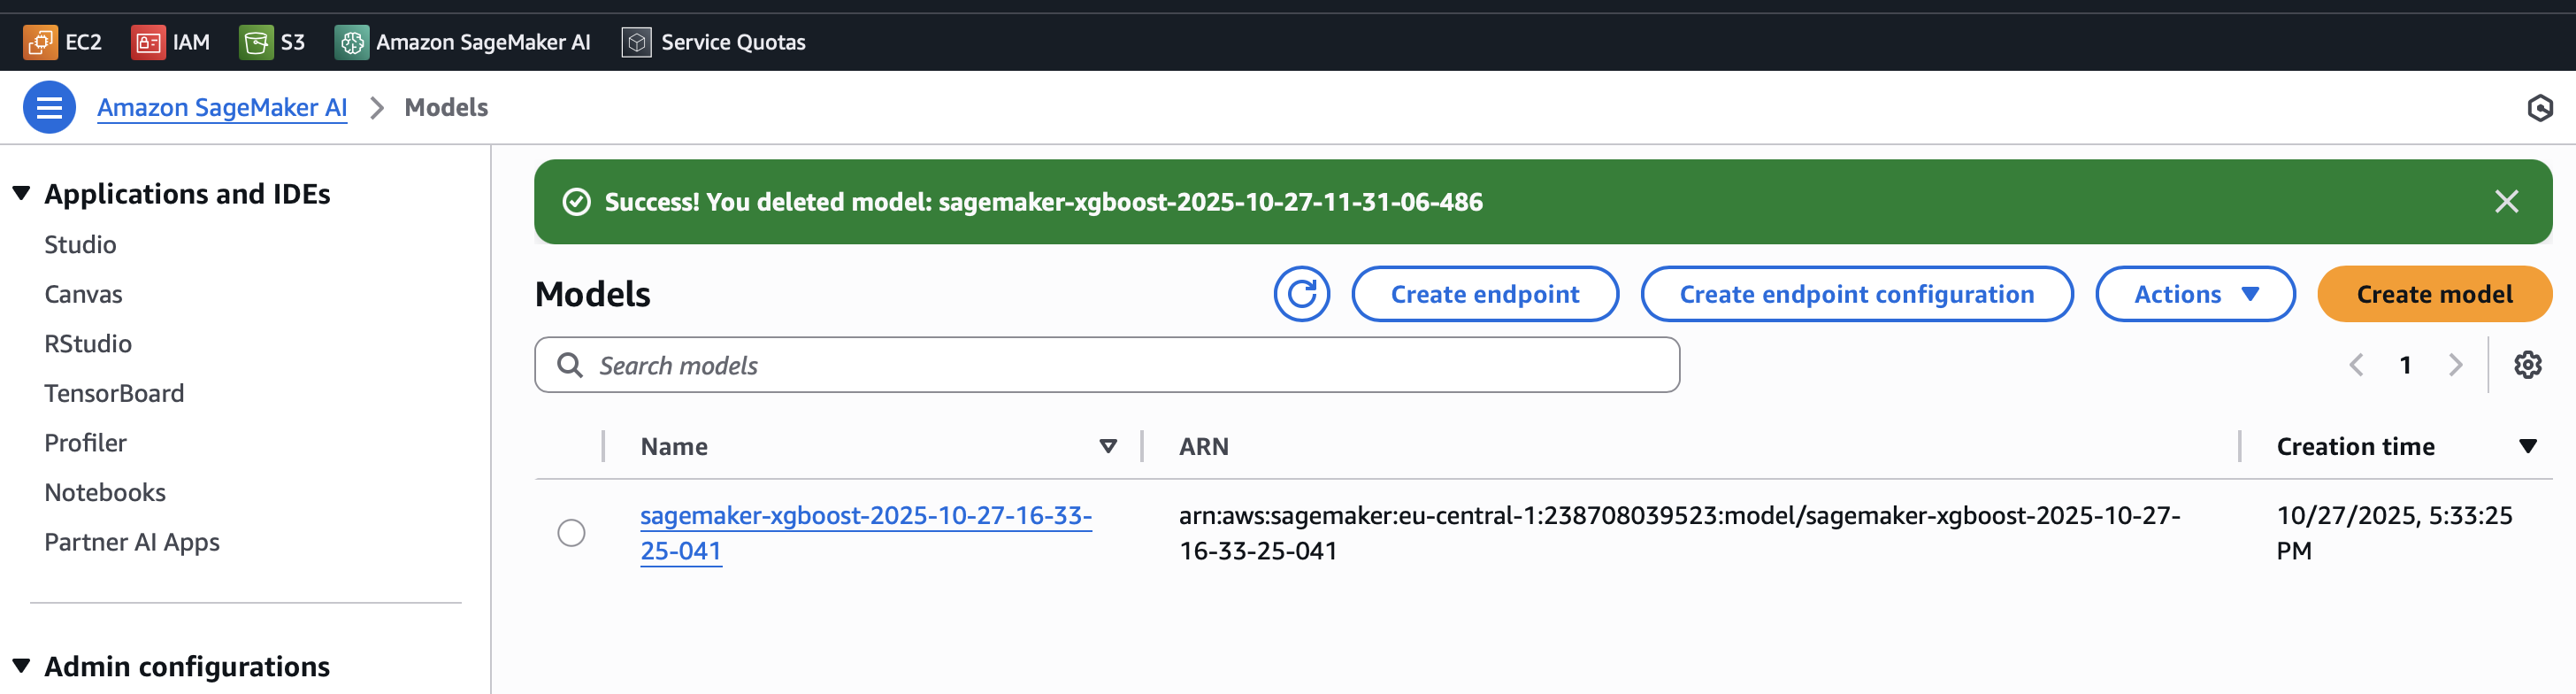 EC2 IAM S3 Amazon SageMaker AI Service Quotas
Amazon SageMaker AI Models
Applications and IDEs
Studio
Canvas
RStudio
TensorBoard
Profiler
Notebooks
Partner AI Apps
Admin configurations
Success! You deleted model: sagemaker-xgboost-2025-10-27-11-31-06-486
Models Create endpoint Create endpoint configuration Actions Create model
Search models 1
Name ARN Creation time
sagemaker-xgboost-2025-10-27-16-33-
25-041
arn:aws:sagemaker:eu-central-1:238708039523:model/sagemaker-xgboost-2025-10-27-
16-33-25-041
10/27/2025, 5:33:25
PM